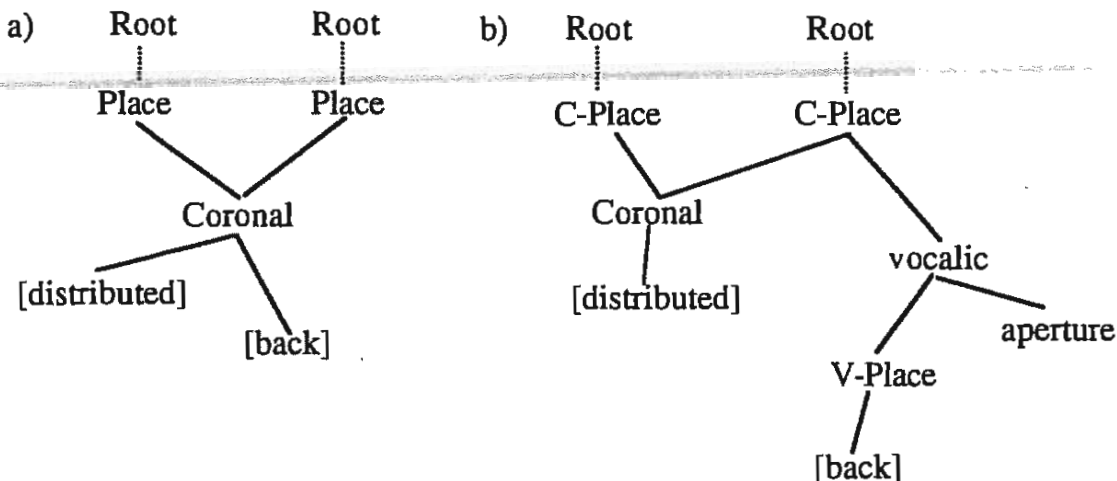 a) Root Root b) Root Root
Place Place C-Place C-Place
Coronal Coronal
vocalic
[distributed] [distributed]
aperture
[back]
V-Place
[back]